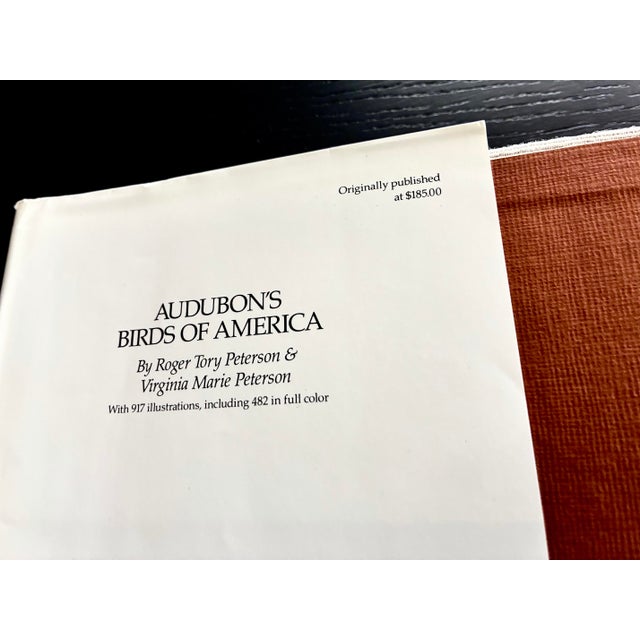 Originally published
at $185.00
AUDUBON'S
BIRDS OF AMERICA
By Roger Tory Peterson &
Virginia Marie Peterson
With 917 illustrations, including 482 in full color